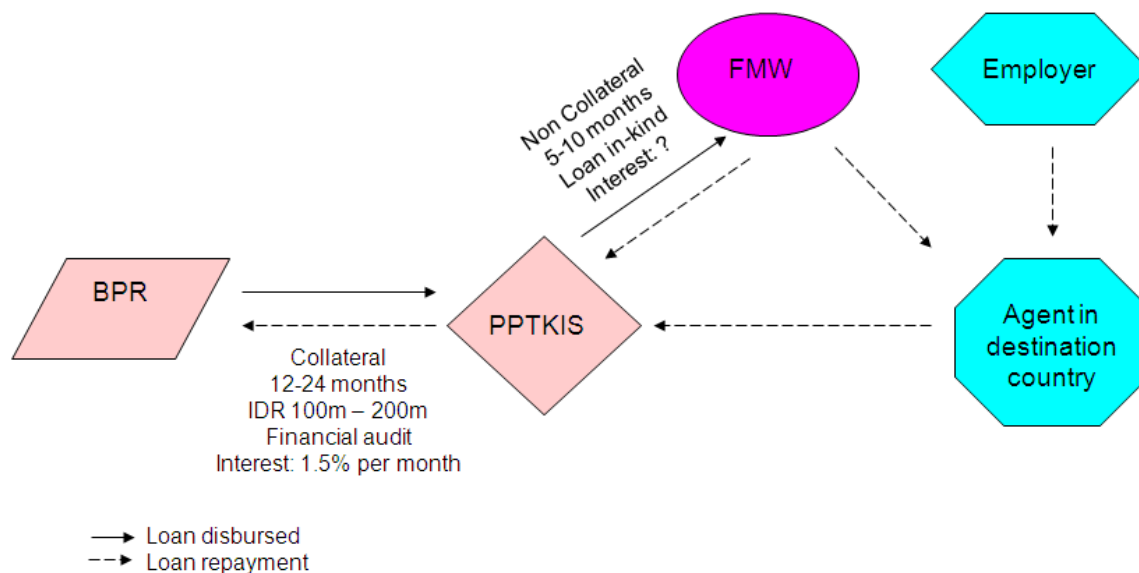 FMW
Employer
Non Collateral
5-10 months
Loan in-kind
Interest: ?
BPR
PPTKIS
Agent in
destination
country
Collateral
12-24 months
IDR 100m – 200m
Financial audit
Interest: 1.5% per month
Loan disbursed
Loan repayment